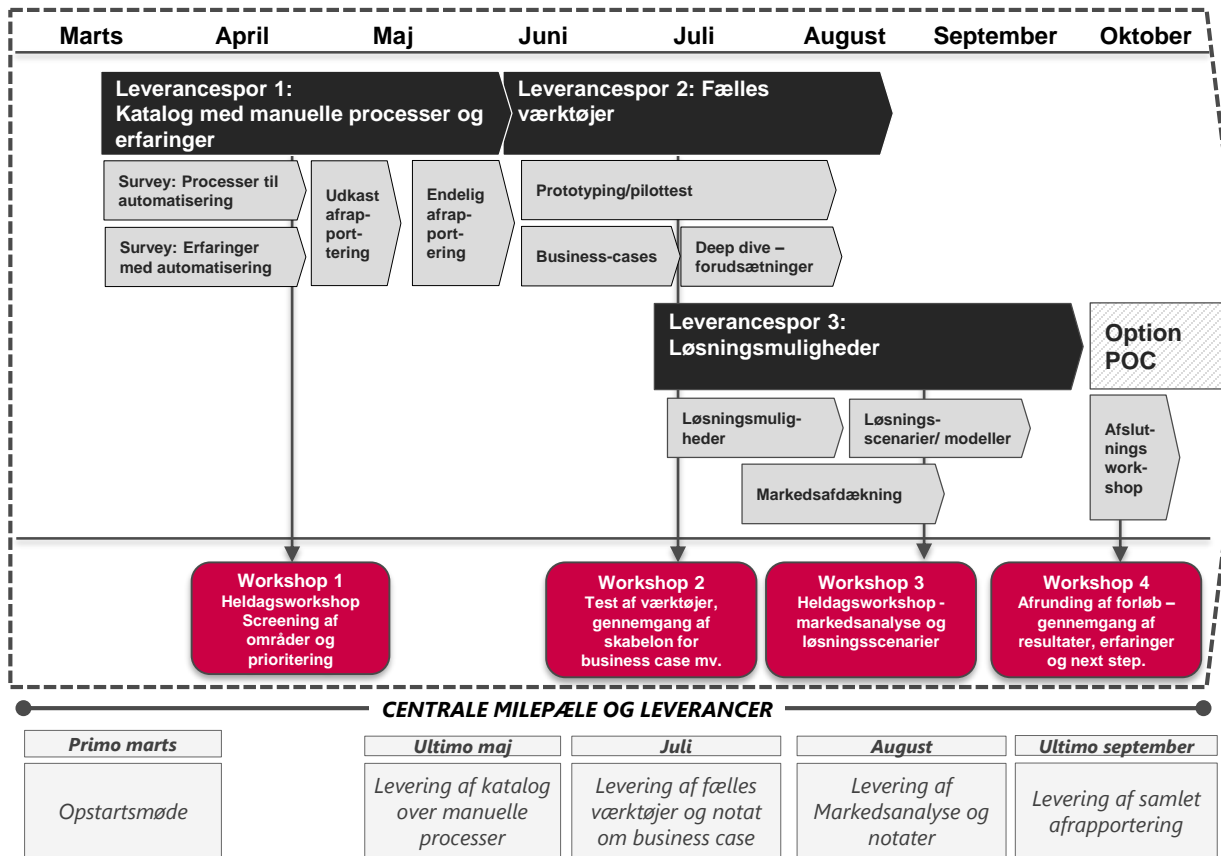 Marts April Maj Juni Juli August September Oktober
Leverancespor 1:
Katalog med manuelle processer og
erfaringer
Leverancespor 2: Fælles
værktøjer
Survey: Processer til
automatisering
Survey: Erfaringer
med automatisering
Udkast
afrap-
port-
tering
Endelig
afrap-
port-
ering
Prototyping/pilottest
Business-cases
Deep dive –
forudsætninger
Leverancespor 3:
Løsningsmuligheder
Option
POC
Løsningsmulig-
heder
Løsnings-
scenarier/ modeller
Markedsafdækning
Afslut-
nings
work-
shop
Workshop 1
Heldagsworkshop
Screening af
områder og
prioritering
Workshop 2
Test af værktøjer,
gennemgang af
skabelon for
business case mv.
Workshop 3
Heldagsworkshop -
markedsanalyse og
løsningsscenarier
Workshop 4
Afrunding af forløb –
gennemgang af
resultater, erfaringer
og next step.
CENTRALE MILEPÆLE OG LEVERANCER
Primo marts
Opstartsmøde
Ultimo maj
Levering af katalog
over manuelle
processer
Juli
Levering af fælles
værktøjer og notat
om business case
August
Levering af
Markedsanalyse og
notater
Ultimo september
Levering af samlet
afrapportering